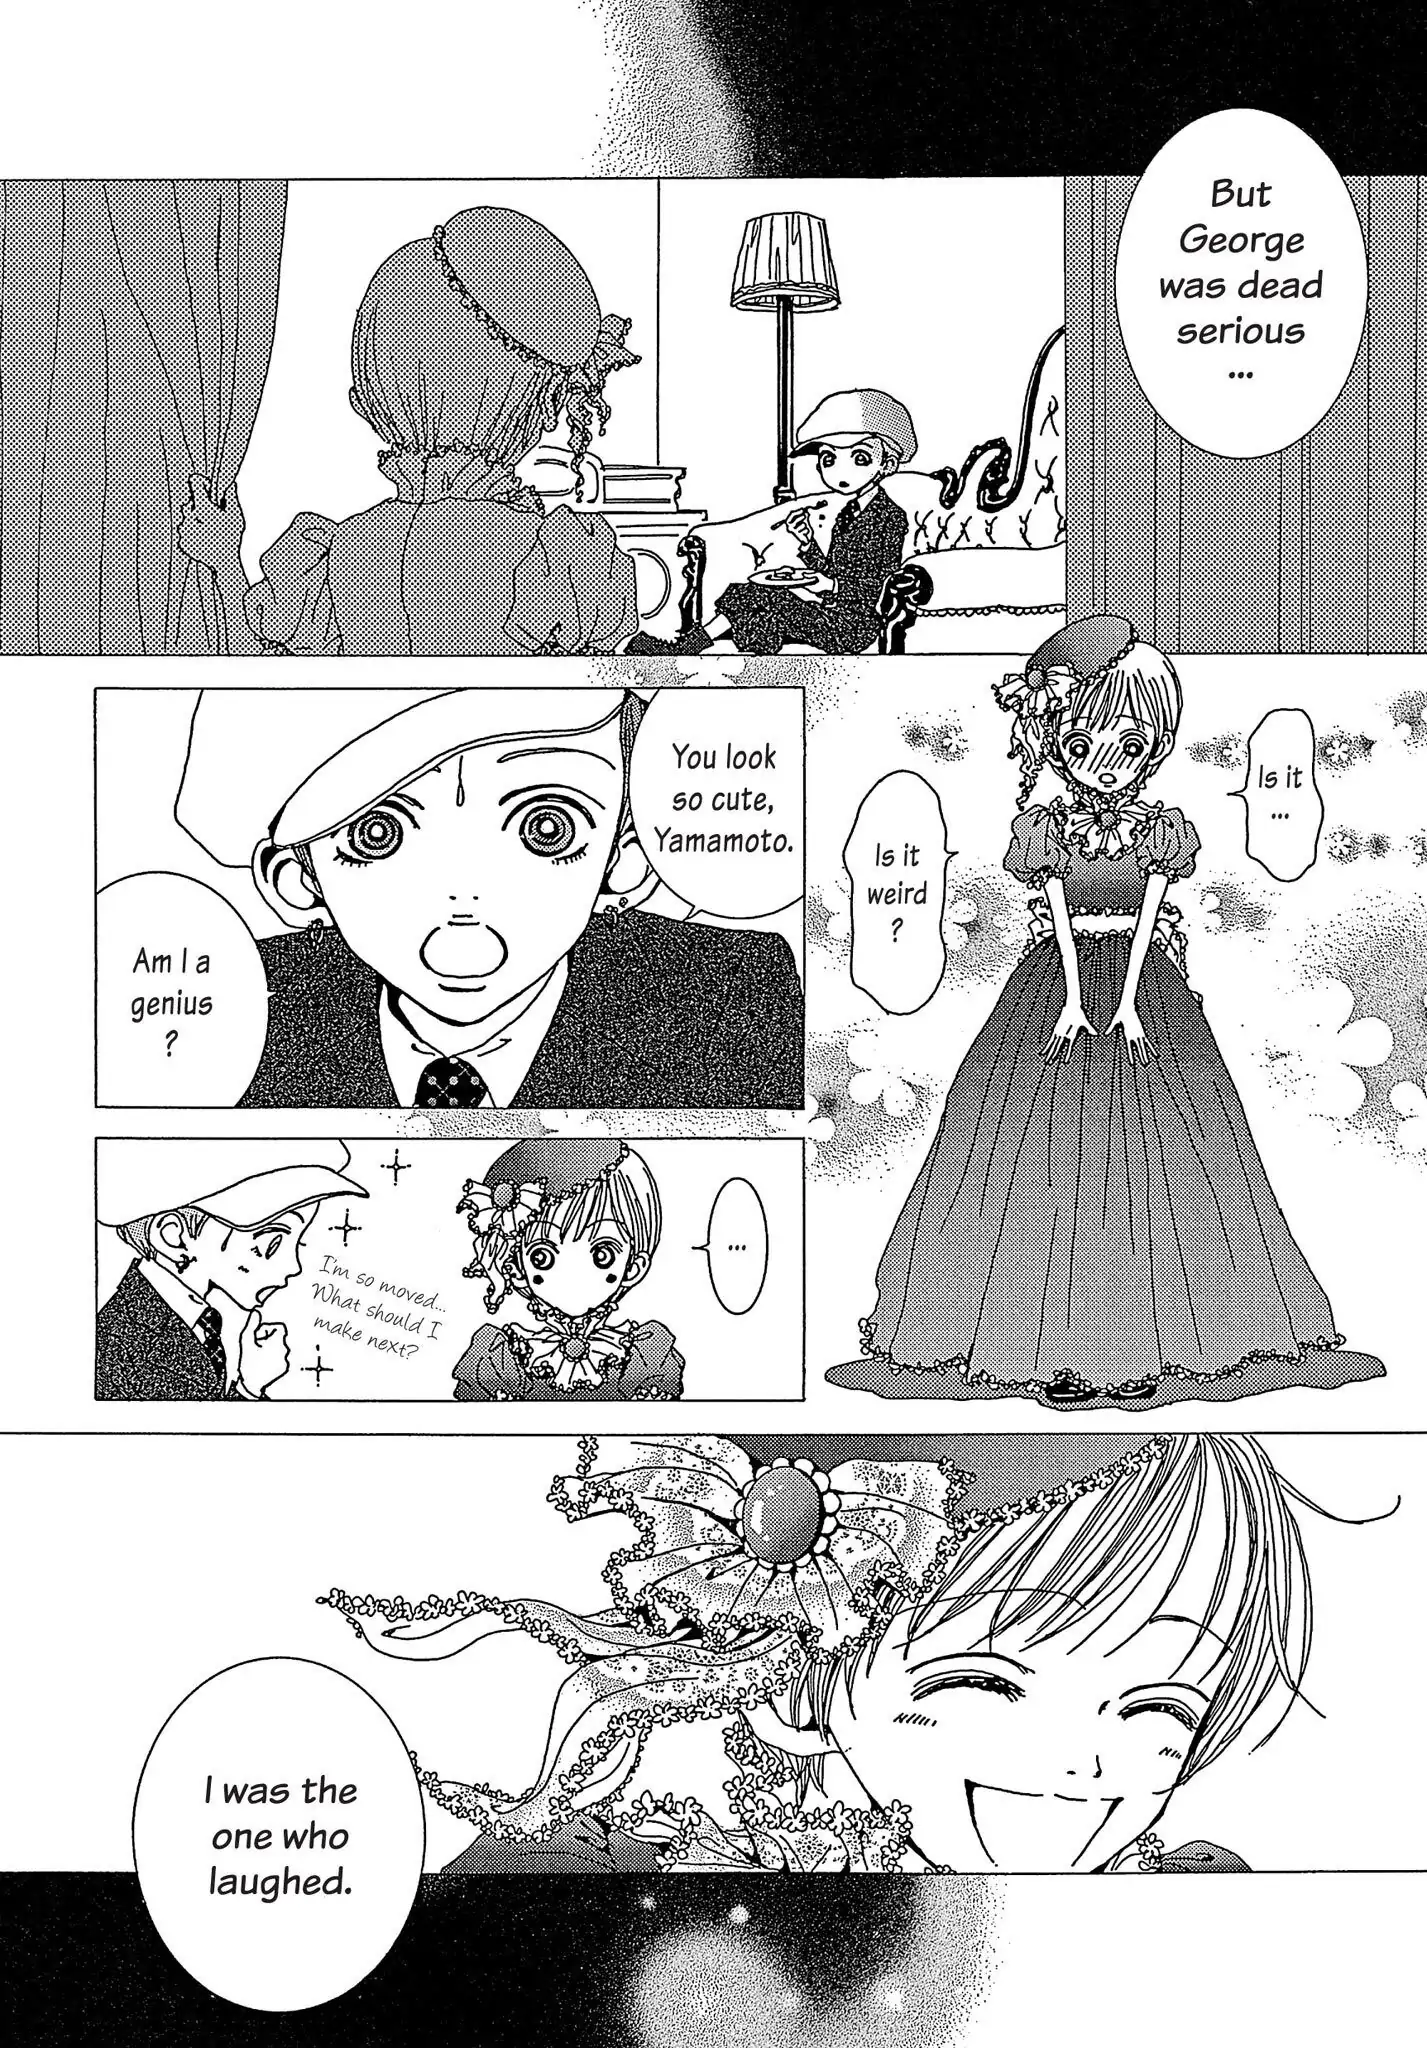 But
George
was dead
serious
...
Is it
...
Is it
weird
?
You look
so cute,
Yamamoto.
Am I a
genius
?
...
I'm so moved...
What should I
make next?
I was the
one who
laughed.